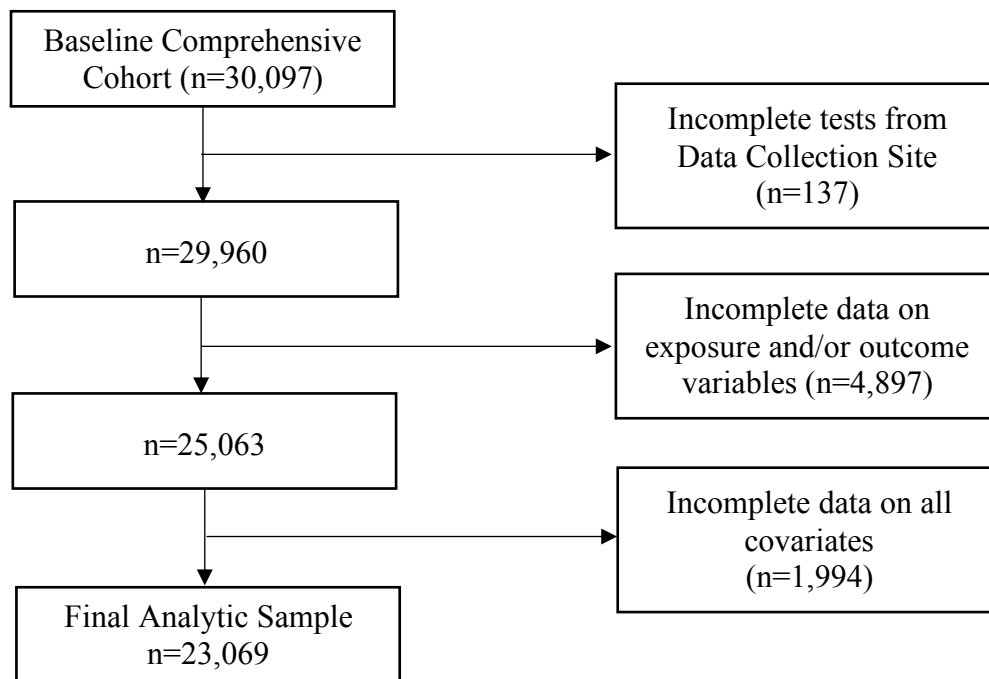 Baseline Comprehensive
Cohort (n=30,097)
Incomplete tests from
Data Collection Site
(n=137)
n=29,960
Incomplete data on
exposure and/or outcome
variables (n=4,897)
n=25,063
Incomplete data on all
covariates
(n=1,994)
Final Analytic Sample
n=23,069